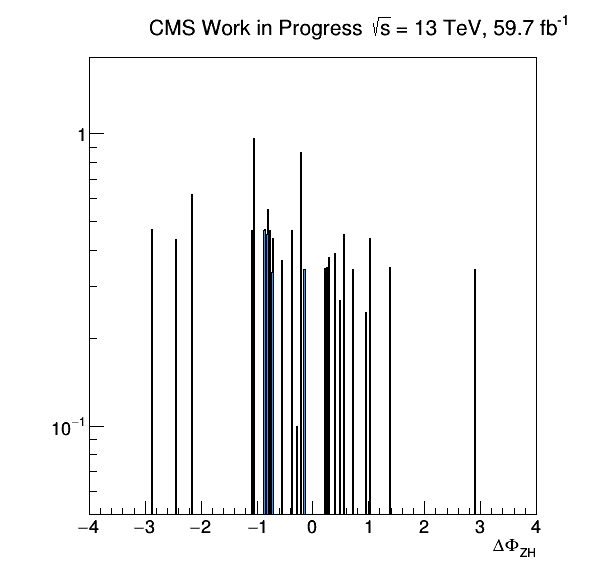 CMS Work in Progress √s = 13 TeV, 59.7 fb⁻¹
1
10⁻¹
−4 −3 −2 −1 0 1 2 3 4
ΔΦZH